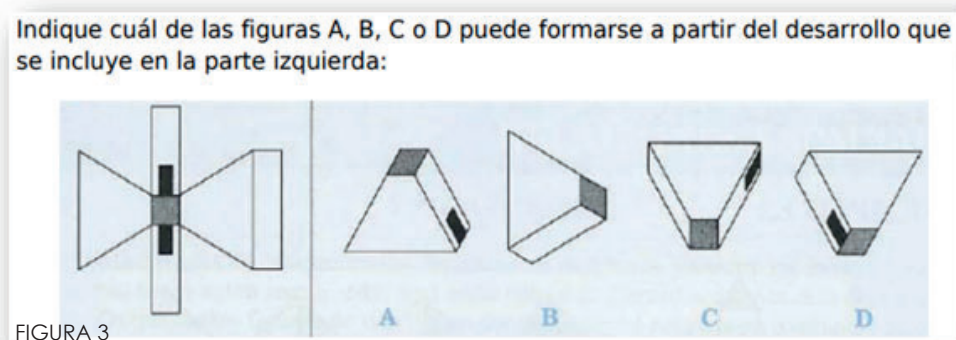 Indique cuál de las figuras A, B, C o D puede formarse a partir del desarrollo que
se incluye en la parte izquierda:
A B C D
FIGURA 3